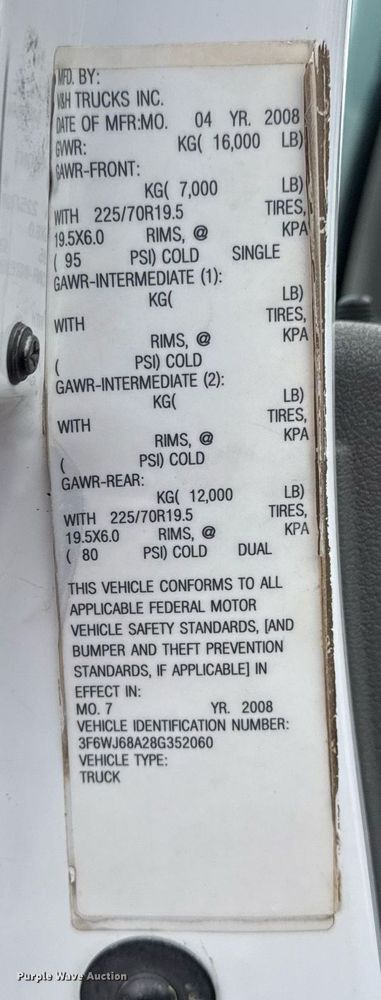 MFD. BY:
V&H TRUCKS INC.
DATE OF MFR:MO. 04 YR. 2008
GVWR: KG( 16,000 LB)
GAWR-FRONT:
KG( 7,000 LB)
WITH 225/70R19.5 TIRES,
19.5X6.0 RIMS, @ KPA
( 95 PSI) COLD SINGLE
GAWR-INTERMEDIATE (1):
KG( LB)
WITH TIRES,
RIMS, @ KPA
( PSI) COLD
GAWR-INTERMEDIATE (2):
KG( LB)
WITH TIRES,
RIMS, @ KPA
( PSI) COLD
GAWR-REAR:
KG( 12,000 LB)
WITH 225/70R19.5 TIRES,
19.5X6.0 RIMS, @ KPA
( 80 PSI) COLD DUAL
THIS VEHICLE CONFORMS TO ALL
APPLICABLE FEDERAL MOTOR
VEHICLE SAFETY STANDARDS, [AND
BUMPER AND THEFT PREVENTION
STANDARDS, IF APPLICABLE] IN
EFFECT IN:
MO. 7 YR. 2008
VEHICLE IDENTIFICATION NUMBER:
3F6WJ68A28G352060
VEHICLE TYPE:
TRUCK
Purple Wave Auction